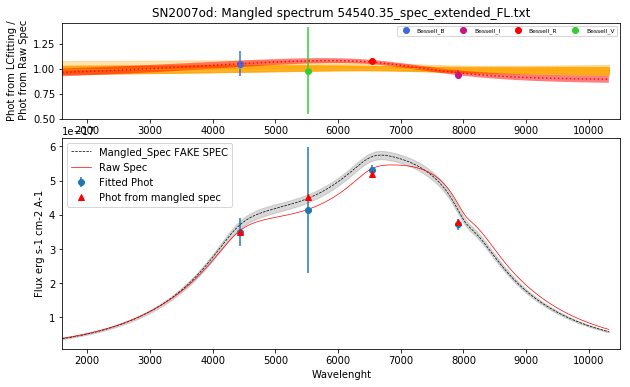 SN2007od: Mangled spectrum 54540.35_spec_extended_FL.txt
Phot from LCfitting /
Phot from Raw Spec
1.25
1.00
0.75
0.50
Bessell_B
Bessell_I
Bessell_R
Bessell_V
2000 3000 4000 5000 6000 7000 8000 9000 10000
1e−17
Flux erg s-1 cm-2 A-1
6
5
4
3
2
1
Mangled_Spec FAKE SPEC
Raw Spec
Fitted Phot
Phot from mangled spec
2000 3000 4000 5000 6000 7000 8000 9000 10000
Wavelenght